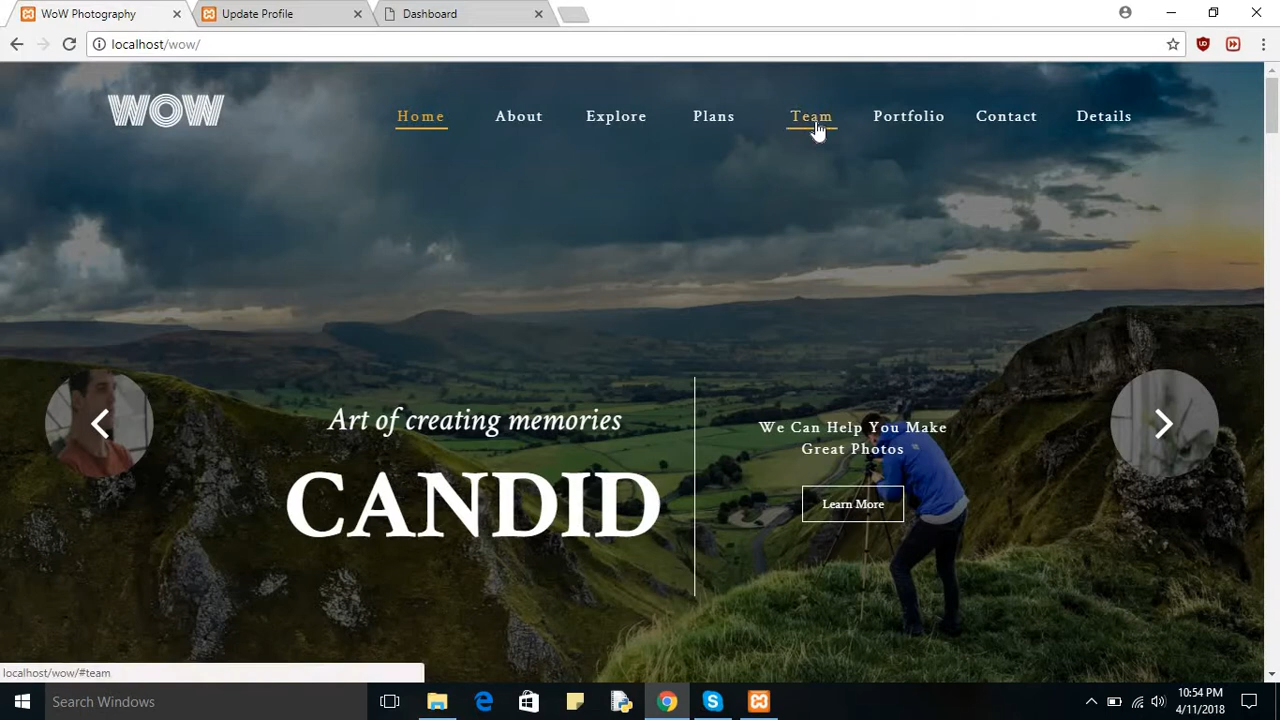 WoW Photography
Update Profile
Dashboard
localhost/wow/
WOW
Home
About
Explore
Plans
Team
Portfolio
Contact
Details
Art of creating memories
CANDID
We Can Help You Make
Great Photos
Learn More
localhost/wow/#team
Search Windows
10:54 PM
4/11/2018